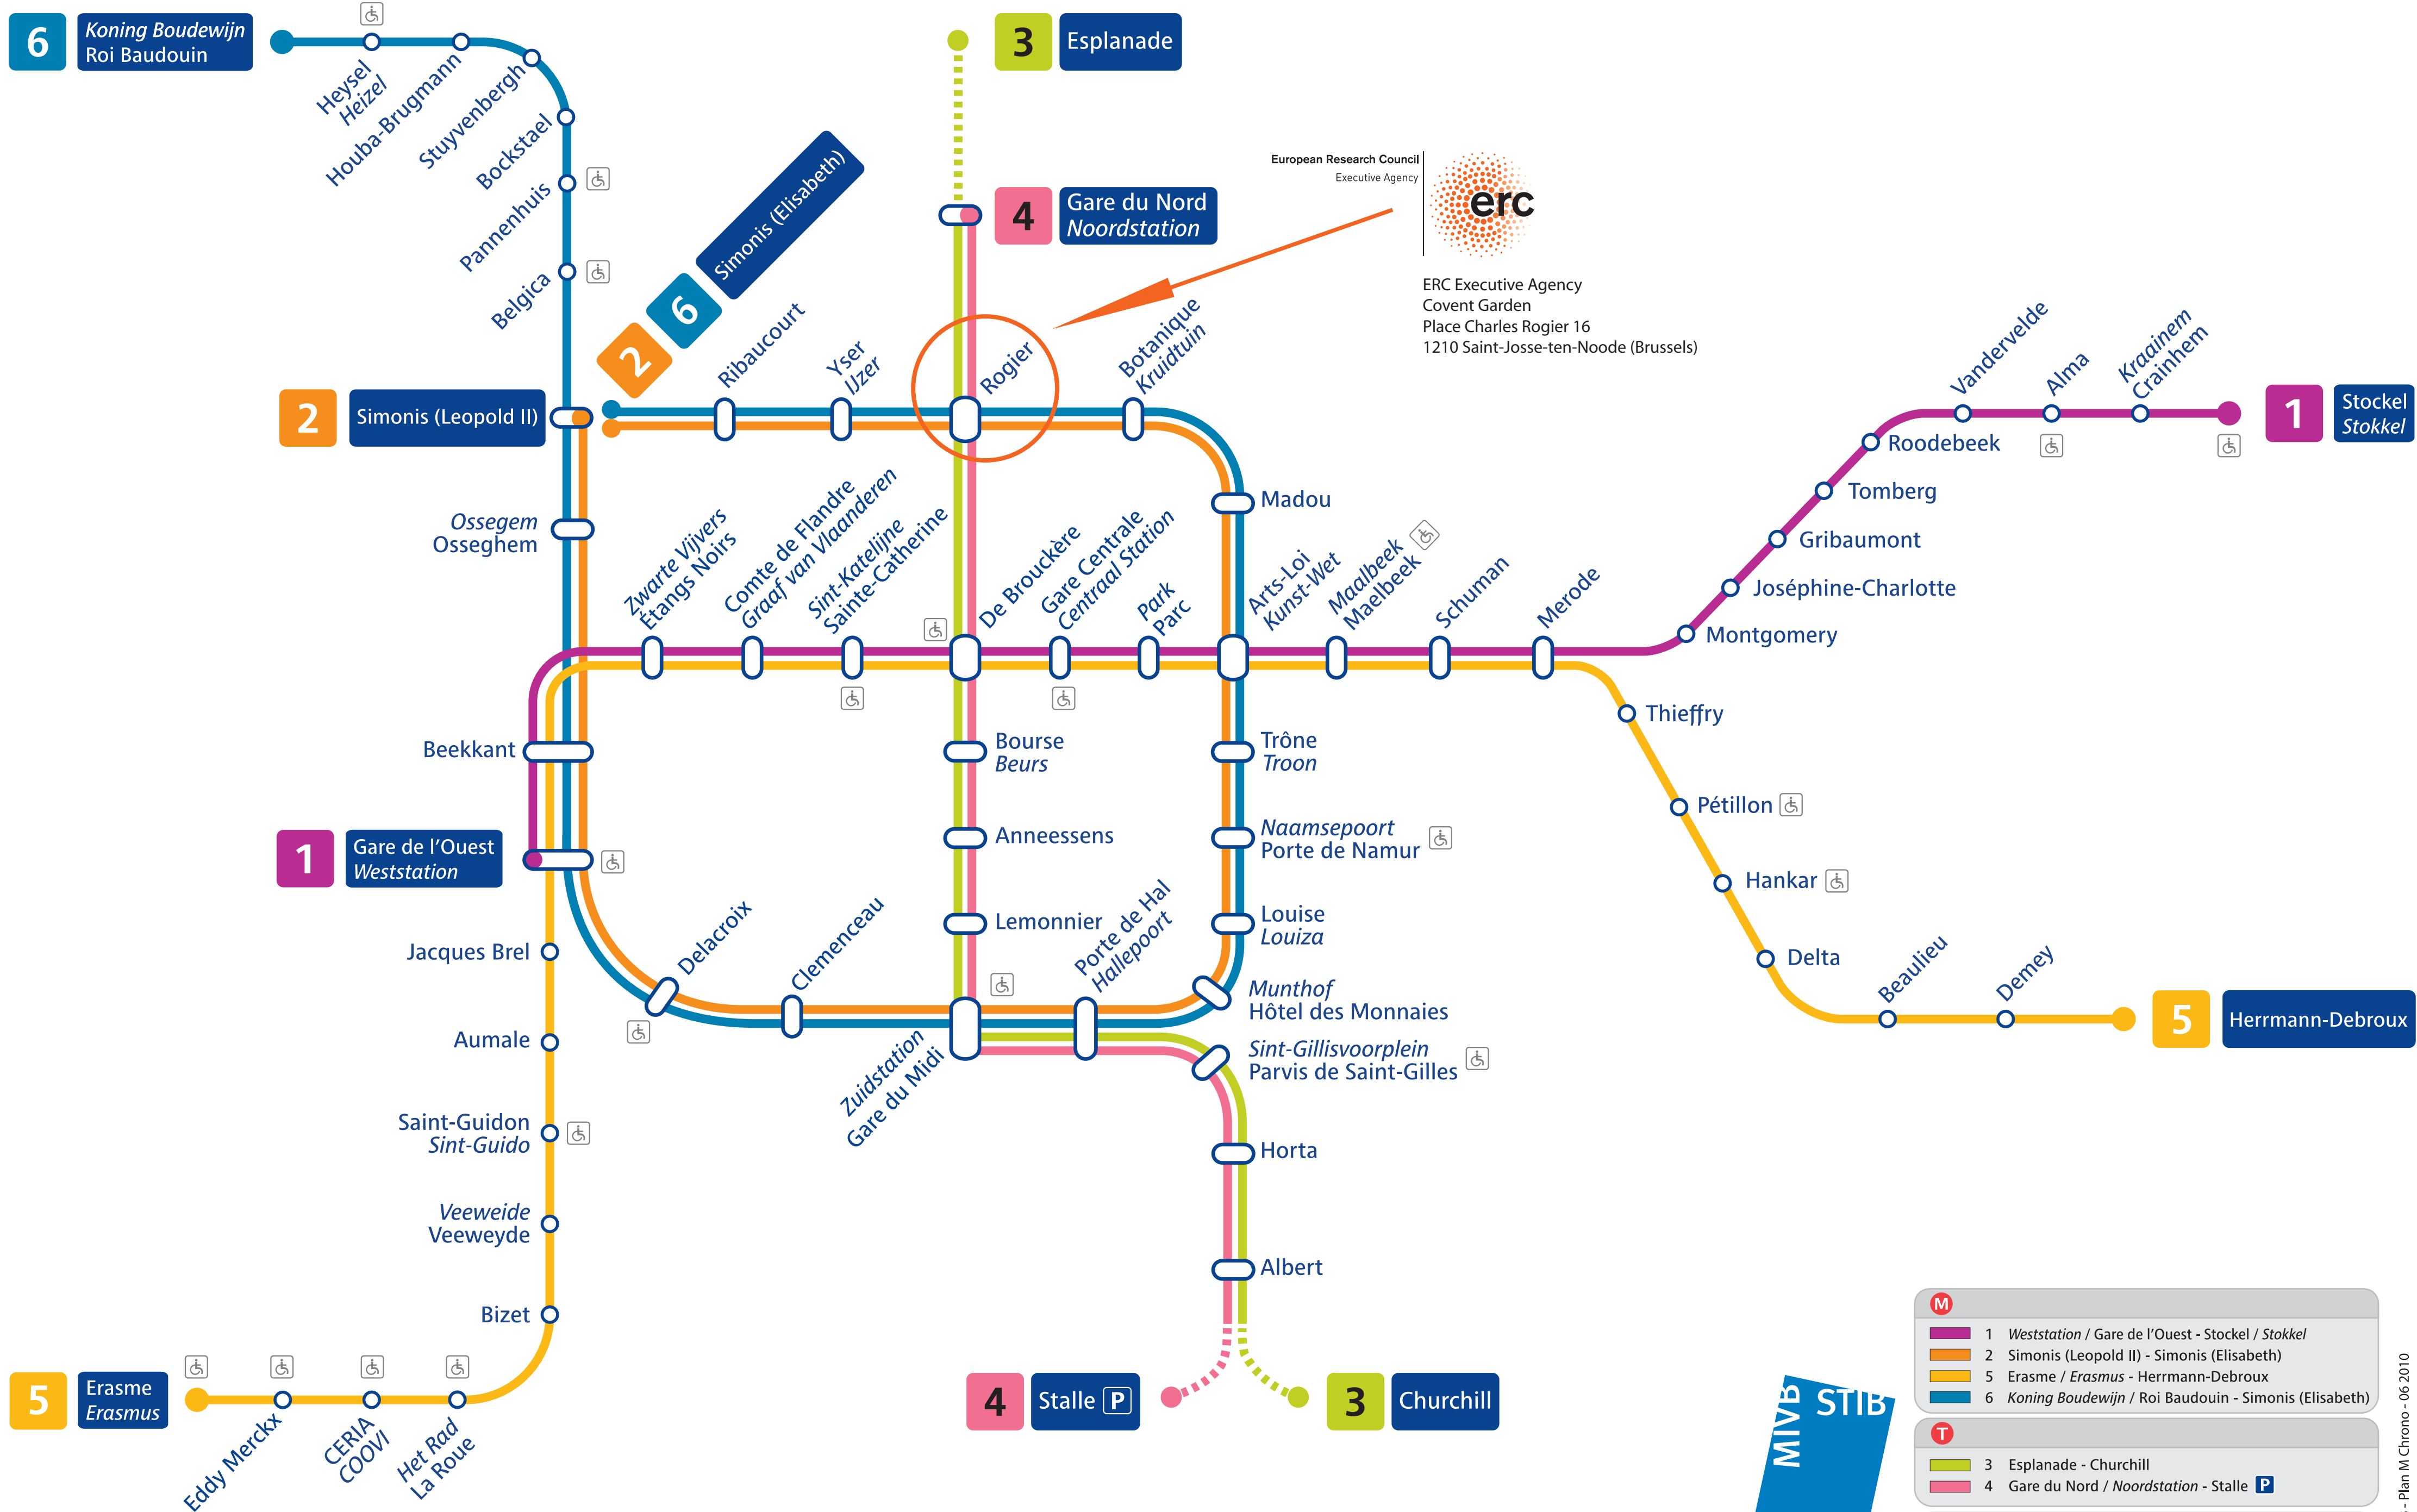 6
Koning Boudewijn
Roi Baudouin
Heysel
Heizel
Houba-Brugmann
Stuyvenbergh
Bockstael
Pannenhuis
Belgica
3
Esplanade
4
Gare du Nord
Noordstation
European Research Council
Executive Agency
erc
ERC Executive Agency
Covent Garden
Place Charles Rogier 16
1210 Saint-Josse-ten-Noode (Brussels)
2
6
Simonis (Elisabeth)
2
Simonis (Leopold II)
Ribaucourt
Yser
IJzer
Rogier
Botanique
Kruidtuin
Madou
Ossegem
Osseghem
Zwarte Vijvers
Étangs Noirs
Comte de Flandre
Graaf van Vlaanderen
Sint-Katelijne
Sainte-Catherine
De Brouckère
Gare Centrale
Centraal Station
Park
Parc
Arts-Loi
Kunst-Wet
Maalbeek
Maelbeek
Schuman
Merode
Vandervelde
Alma
Kraainem
Crainhem
1
Stockel
Stokkel
Roodebeek
Tomberg
Gribaumont
Joséphine-Charlotte
Montgomery
Thieffry
Pétillon
Hankar
Delta
Beaulieu
Demey
5
Herrmann-Debroux
Beekkant
1
Gare de l'Ouest
Weststation
Bourse
Beurs
Anneessens
Lemonnier
Trône
Troon
Naamsepoort
Porte de Namur
Louise
Louiza
Munthof
Hôtel des Monnaies
Sint-Gillisvoorplein
Parvis de Saint-Gilles
Porte de Hal
Hallepoort
Delacroix
Clemenceau
Zuidstation
Gare du Midi
Jacques Brel
Aumale
Saint-Guidon
Sint-Guido
Veeweide
Veeweyde
Bizet
Horta
Albert
5
Erasme
Erasmus
Eddy Merckx
CERIA
COOVI
Het Rad
La Roue
4
Stalle P
3
Churchill
MIVB STIB
M
1 Weststation / Gare de l'Ouest - Stockel / Stokkel
2 Simonis (Leopold II) - Simonis (Elisabeth)
5 Erasme / Erasmus - Herrmann-Debroux
6 Koning Boudewijn / Roi Baudouin - Simonis (Elisabeth)
T
3 Esplanade - Churchill
4 Gare du Nord / Noordstation - Stalle P
- Plan M Chrono - 06 2010